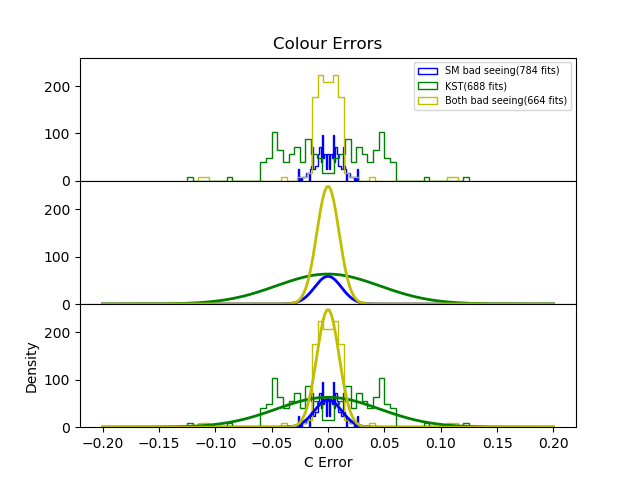 Colour Errors
SM bad seeing(784 fits)
KST(688 fits)
Both bad seeing(664 fits)
200
100
0
200
100
0
200
100
0
Density
−0.20 −0.15 −0.10 −0.05 0.00 0.05 0.10 0.15 0.20
C Error